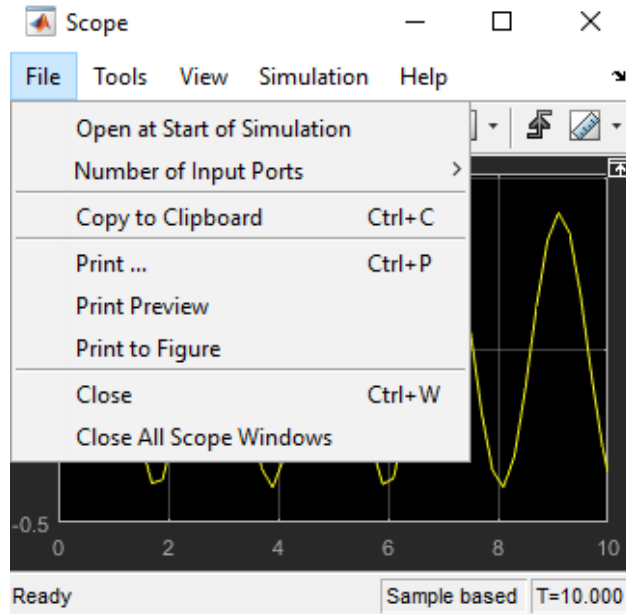 Scope
File Tools View Simulation Help
Open at Start of Simulation
Number of Input Ports
Copy to Clipboard Ctrl+C
Print ... Ctrl+P
Print Preview
Print to Figure
Close Ctrl+W
Close All Scope Windows
-0.5
0 2 4 6 8 10
Ready Sample based T=10.000